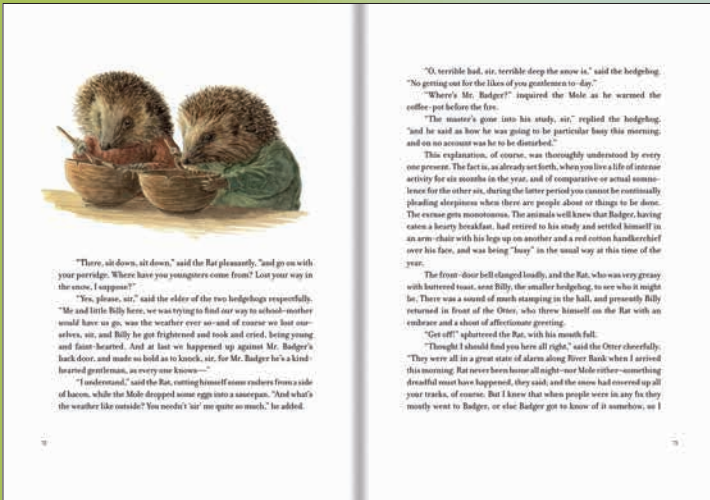 "There, sit down, sit down," said the Rat pleasantly, "and go on with
your porridge. Where have you youngsters come from? Lost your way in
the snow, I suppose?"
"Yes, please, sir," said the elder of the two hedgehogs respectfully.
"Me and little Billy here, we was trying to find our way to school—mother
would have us go, was the weather ever so—and of course we lost our-
selves, sir, and Billy he got frightened and took and cried, being young
and faint-hearted. And at last we happened up against Mr. Badger's
back door, and made so bold as to knock, sir, for Mr. Badger he's a kind-
hearted gentleman, as every one knows—"
"I understand," said the Rat, cutting himself some rashers from a side
of bacon, while the Mole dropped some eggs into a saucepan. "And what's
the weather like outside? You needn't 'sir' me quite so much," he added.
"O, terrible bad, sir, terrible deep the snow is," said the hedgehog.
"No getting out for the likes of you gentlemen to-day."
"Where's Mr. Badger?" inquired the Mole as he warmed the
coffee-pot before the fire.
"The master's gone into his study, sir," replied the hedgehog,
"and he said as how he was going to be particular busy this morning,
and on no account was he to be disturbed."
This explanation, of course, was thoroughly understood by every
one present. The fact is, as already set forth, when you live a life of intense
activity for six months in the year, and of comparative or actual somno-
lence for the other six, during the latter period you cannot be continually
pleading sleepiness when there are people about or things to be done.
The excuse gets monotonous. The animals well knew that Badger, having
eaten a hearty breakfast, had retired to his study and settled himself in
an arm-chair with his legs up on another and a red cotton handkerchief
over his face, and was being "busy" in the usual way at this time of the
year.
The front-door bell clanged loudly, and the Rat, who was very greasy
with buttered toast, sent Billy, the smaller hedgehog, to see who it might
be. There was a sound of much stamping in the hall, and presently Billy
returned in front of the Otter, who threw himself on the Rat with an
embrace and a shout of affectionate greeting.
"Get off!" spluttered the Rat, with his mouth full.
"Thought I should find you here all right," said the Otter cheerfully.
"They were all in a great state of alarm along River Bank when I arrived
this morning. Rat never been home all night—nor Mole either—something
dreadful must have happened, they said; and the snow had covered up all
your tracks, of course. But I knew that when people were in any fix they
mostly went to Badger, or else Badger got to know of it somehow, so I